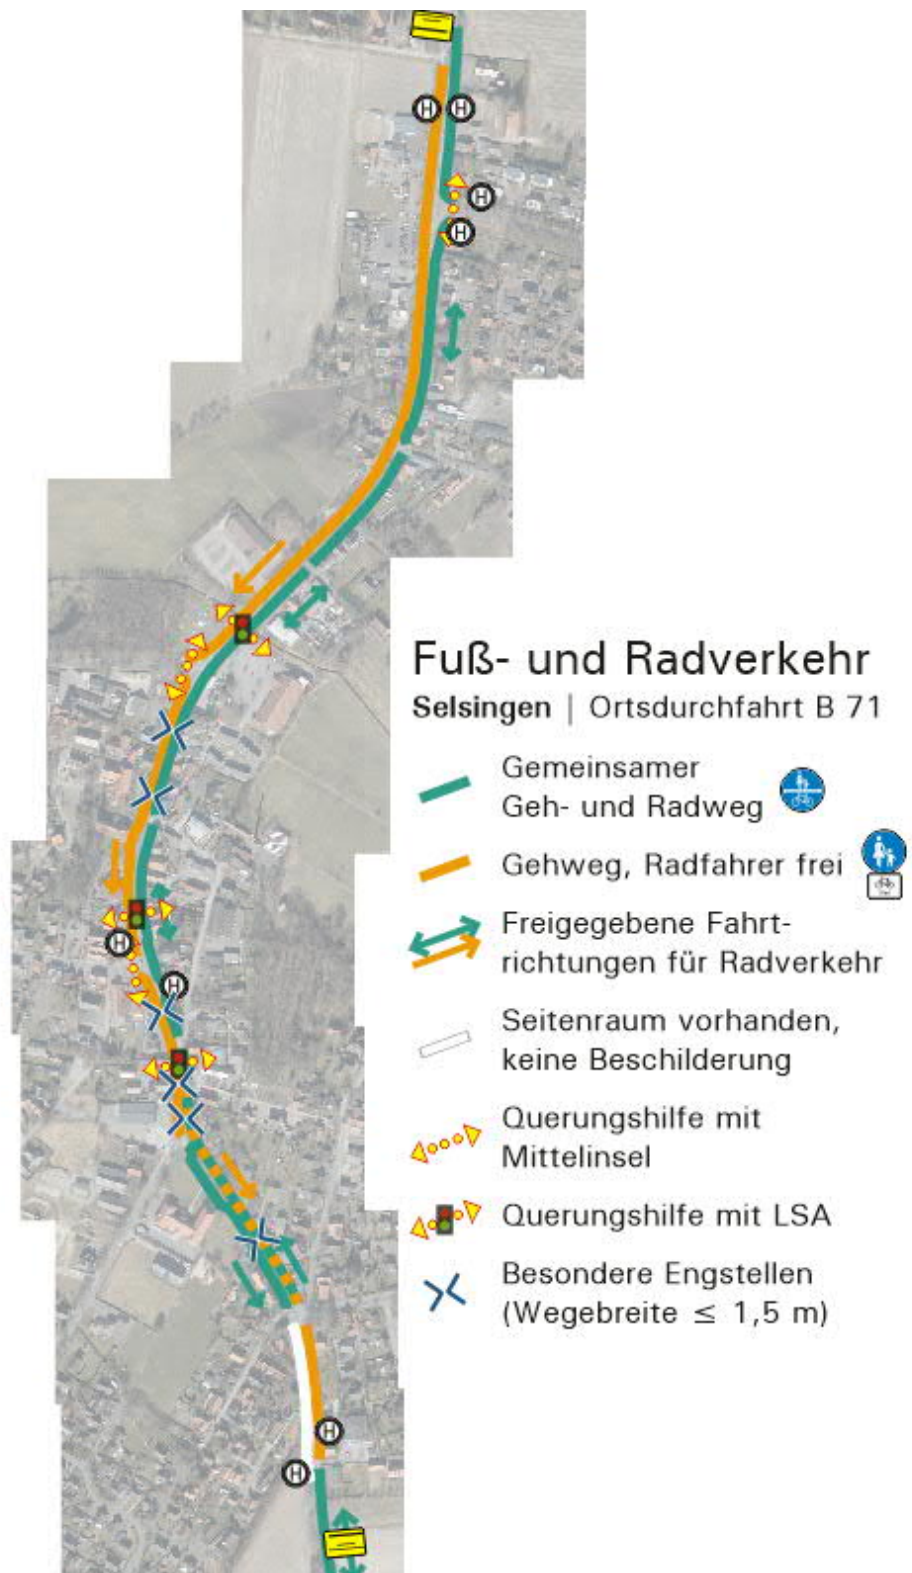 H
H
H
H
Fuß- und Radverkehr
Selsingen | Ortsdurchfahrt B 71
Gemeinsamer
Geh- und Radweg
Gehweg, Radfahrer frei
Freigegebene Fahrt-
richtungen für Radverkehr
H
H
Seitenraum vorhanden,
keine Beschilderung
Querungshilfe mit
Mittelinsel
Querungshilfe mit LSA
Besondere Engstellen
(Wegebreite ≤ 1,5 m)
H
H